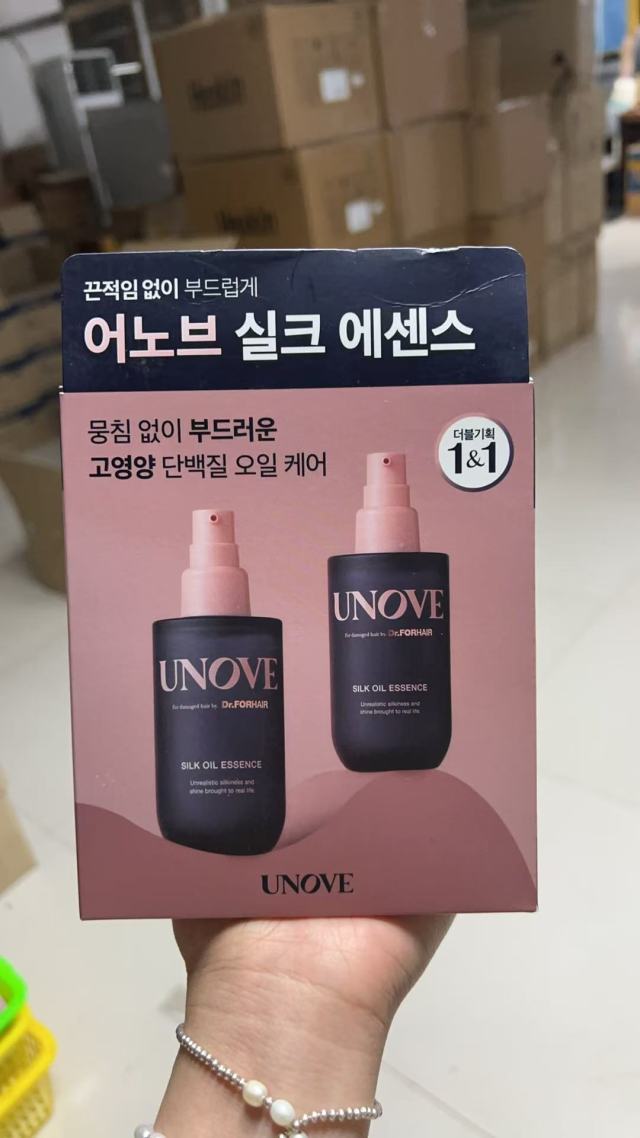 끈적임 없이 부드럽게
어노브 실크 에센스
뭉침 없이 부드러운
고영양 단백질 오일 케어
더블기획
1&1
UNOVE
For damaged hair by Dr.FORHAIR
SILK OIL ESSENCE
Unrealistic silkiness and
shine brought to real life
UNOVE
For damaged hair by Dr.FORHAIR
SILK OIL ESSENCE
Unrealistic silkiness and
shine brought to real life
UNOVE